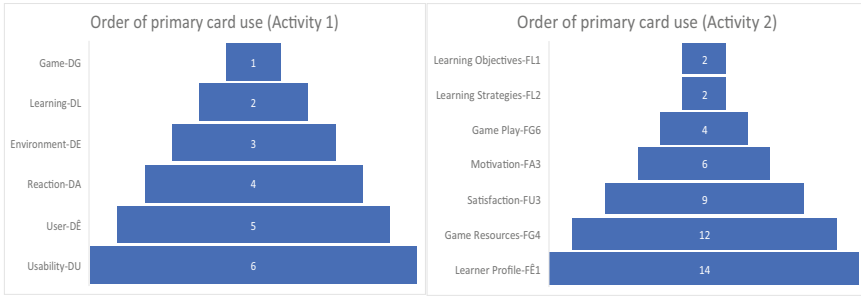 Order of primary card use (Activity 1)
Game-DG 1
Learning-DL 2
Environment-DE 3
Reaction-DA 4
User-DÊ 5
Usability-DU 6
Order of primary card use (Activity 2)
Learning Objectives-FL1 2
Learning Strategies-FL2 2
Game Play-FG6 4
Motivation-FA3 6
Satisfaction-FU3 9
Game Resources-FG4 12
Learner Profile-FÊ1 14